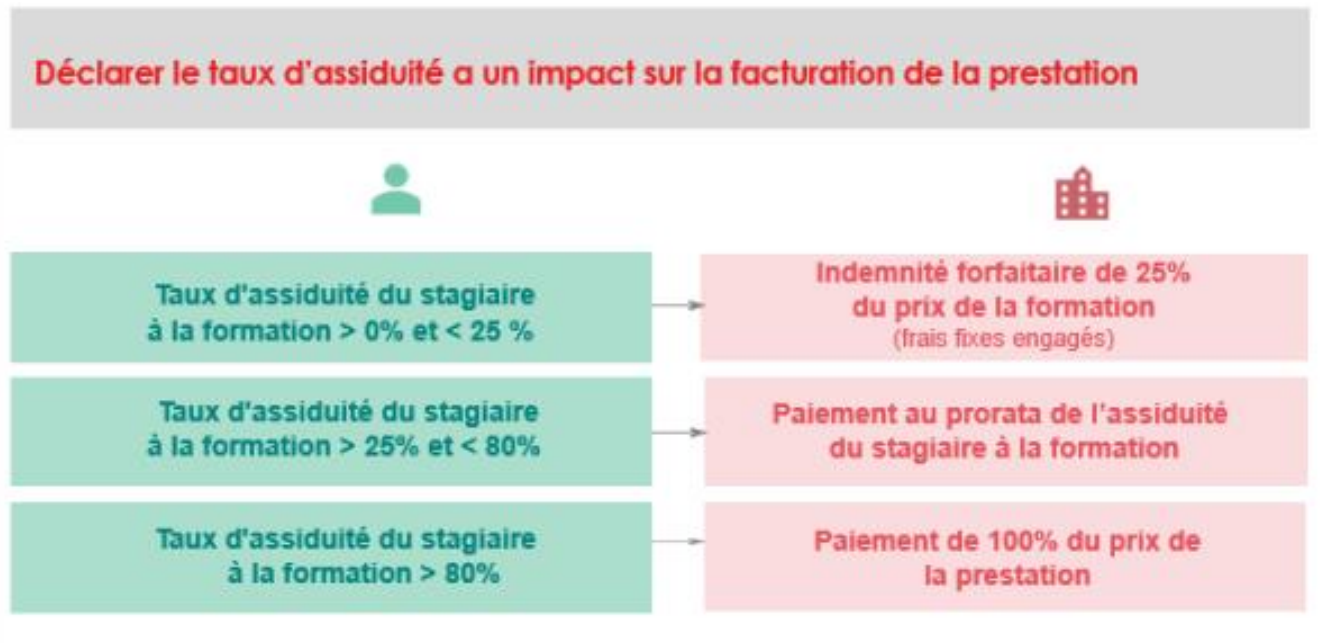 Déclarer le taux d'assiduité a un impact sur la facturation de la prestation
Taux d'assiduité du stagiaire
à la formation > 0% et < 25 %
Indemnité forfaitaire de 25%
du prix de la formation
(frais fixes engagés)
Taux d'assiduité du stagiaire
à la formation > 25% et < 80%
Paiement au prorata de l'assiduité
du stagiaire à la formation
Taux d'assiduité du stagiaire
à la formation > 80%
Paiement de 100% du prix de
la prestation